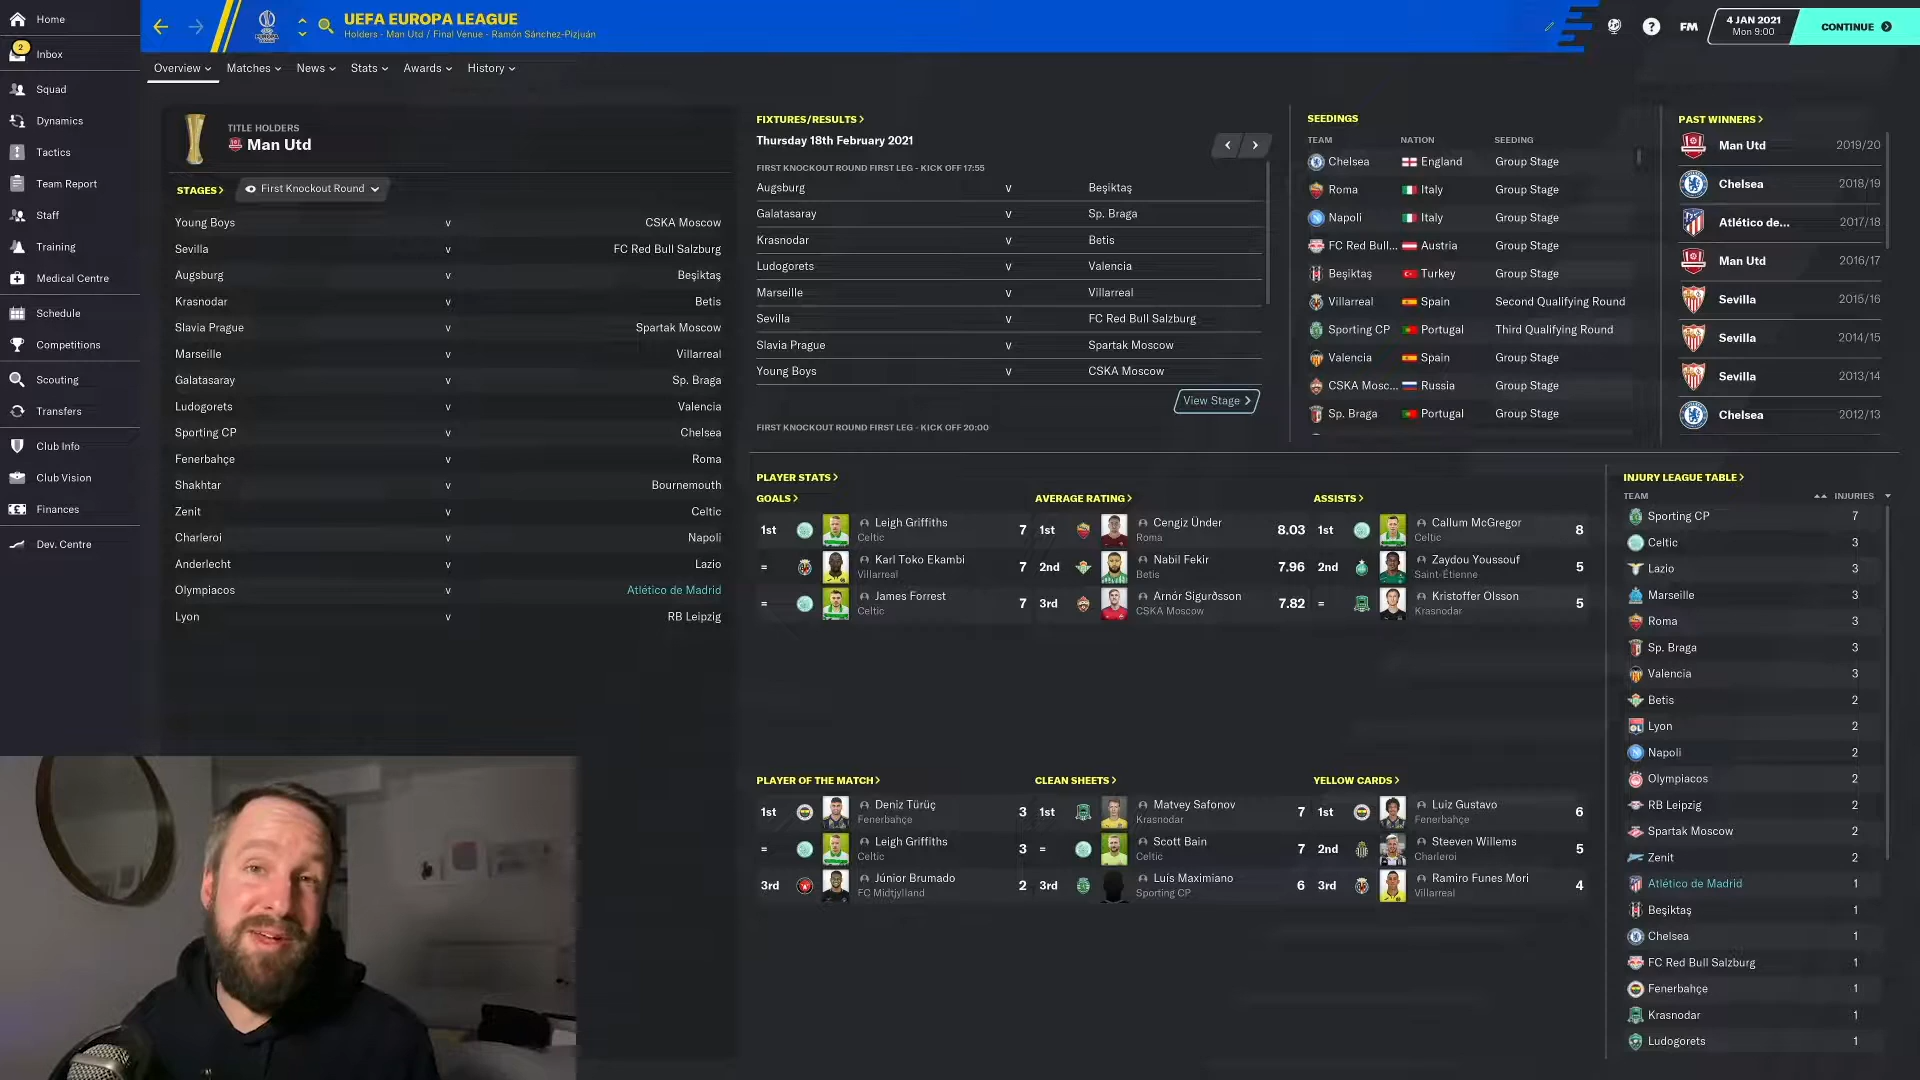 Home
2
Inbox
Squad
Dynamics
Tactics
Team Report
Staff
Training
Medical Centre
Schedule
Competitions
Scouting
Transfers
Club Info
Club Vision
Finances
Dev. Centre
UEFA EUROPA LEAGUE
Holders - Man Utd / Final Venue - Ramón Sánchez-Pizjuán
? FM
4 JAN 2021
Mon 9:00
CONTINUE
Overview Matches News Stats Awards History
TITLE HOLDERS
Man Utd
STAGES> First Knockout Round
Young Boys v CSKA Moscow
Sevilla v FC Red Bull Salzburg
Augsburg v Beşiktaş
Krasnodar v Betis
Slavia Prague v Spartak Moscow
Marseille v Villarreal
Galatasaray v Sp. Braga
Ludogorets v Valencia
Sporting CP v Chelsea
Fenerbahçe v Roma
Shakhtar v Bournemouth
Zenit v Celtic
Charleroi v Napoli
Anderlecht v Lazio
Olympiacos v Atlético de Madrid
Lyon v RB Leipzig
FIXTURES/RESULTS>
Thursday 18th February 2021
FIRST KNOCKOUT ROUND FIRST LEG - KICK OFF 17:55
Augsburg v Beşiktaş
Galatasaray v Sp. Braga
Krasnodar v Betis
Ludogorets v Valencia
Marseille v Villarreal
Sevilla v FC Red Bull Salzburg
Slavia Prague v Spartak Moscow
Young Boys v CSKA Moscow
View Stage >
FIRST KNOCKOUT ROUND FIRST LEG - KICK OFF 20:00
SEEDINGS
TEAM NATION SEEDING
Chelsea England Group Stage
Roma Italy Group Stage
Napoli Italy Group Stage
FC Red Bull... Austria Group Stage
Beşiktaş Turkey Group Stage
Villarreal Spain Second Qualifying Round
Sporting CP Portugal Third Qualifying Round
Valencia Spain Group Stage
CSKA Mosc... Russia Group Stage
Sp. Braga Portugal Group Stage
PAST WINNERS>
Man Utd 2019/20
Chelsea 2018/19
Atlético de... 2017/18
Man Utd 2016/17
Sevilla 2015/16
Sevilla 2014/15
Sevilla 2013/14
Chelsea 2012/13
PLAYER STATS>
GOALS>
1st Leigh Griffiths 7
Celtic
= Karl Toko Ekambi 7
Villarreal
= James Forrest 7
Celtic
AVERAGE RATING>
1st Cengiz Ünder 8.03
Roma
2nd Nabil Fekir 7.96
Betis
3rd Arnór Sigurðsson 7.82
CSKA Moscow
ASSISTS>
1st Callum McGregor 8
Celtic
2nd Zaydou Youssouf 5
Saint-Étienne
= Kristoffer Olsson 5
Krasnodar
PLAYER OF THE MATCH>
1st Deniz Türüç 3
Fenerbahçe
= Leigh Griffiths 3
Celtic
3rd Júnior Brumado 2
FC Midtjylland
CLEAN SHEETS>
1st Matvey Safonov 7
Krasnodar
= Scott Bain 7
Celtic
3rd Luís Maximiano 6
Sporting CP
YELLOW CARDS>
1st Luiz Gustavo 6
Fenerbahçe
2nd Steeven Willems 5
Charleroi
3rd Ramiro Funes Mori 4
Villarreal
INJURY LEAGUE TABLE>
TEAM INJURIES
Sporting CP 7
Celtic 3
Lazio 3
Marseille 3
Roma 3
Sp. Braga 3
Valencia 3
Betis 2
Lyon 2
Napoli 2
Olympiacos 2
RB Leipzig 2
Spartak Moscow 2
Zenit 2
Atlético de Madrid 1
Beşiktaş 1
Chelsea 1
FC Red Bull Salzburg 1
Fenerbahçe 1
Krasnodar 1
Ludogorets 1